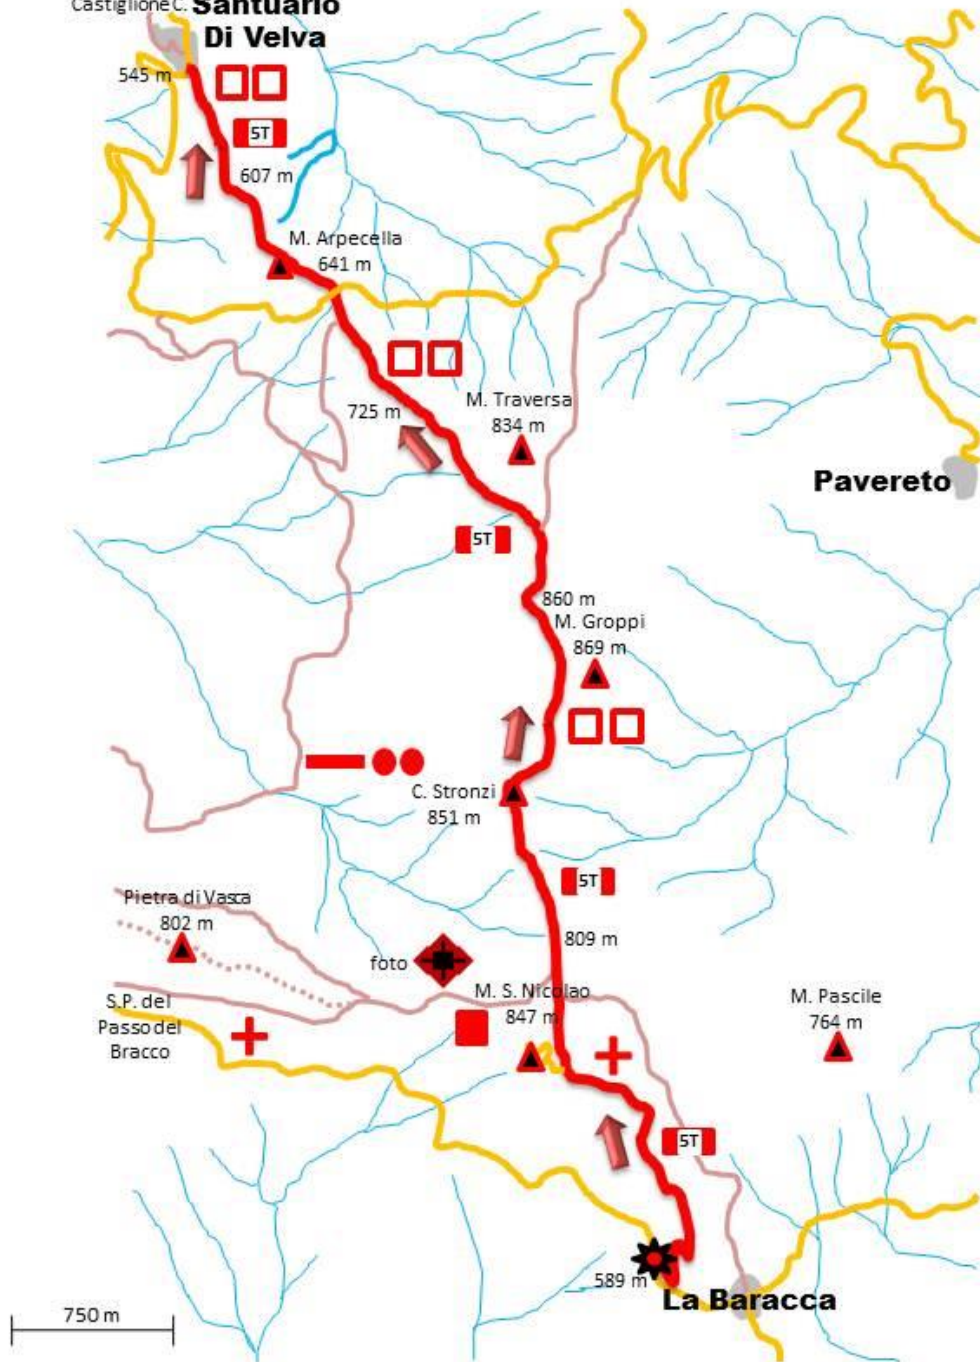 Castiglione C.
Santuario
Di Velva
545 m
5T
607 m
M. Arpecella
641 m
725 m
M. Traversa
834 m
Pavereto
5T
860 m
M. Groppi
869 m
C. Stronzi
851 m
5T
Pietra di Vasca
802 m
809 m
foto
M. S. Nicolao
847 m
S.P. del
Passo del
Bracco
M. Pascile
764 m
5T
589 m
La Baracca
750 m